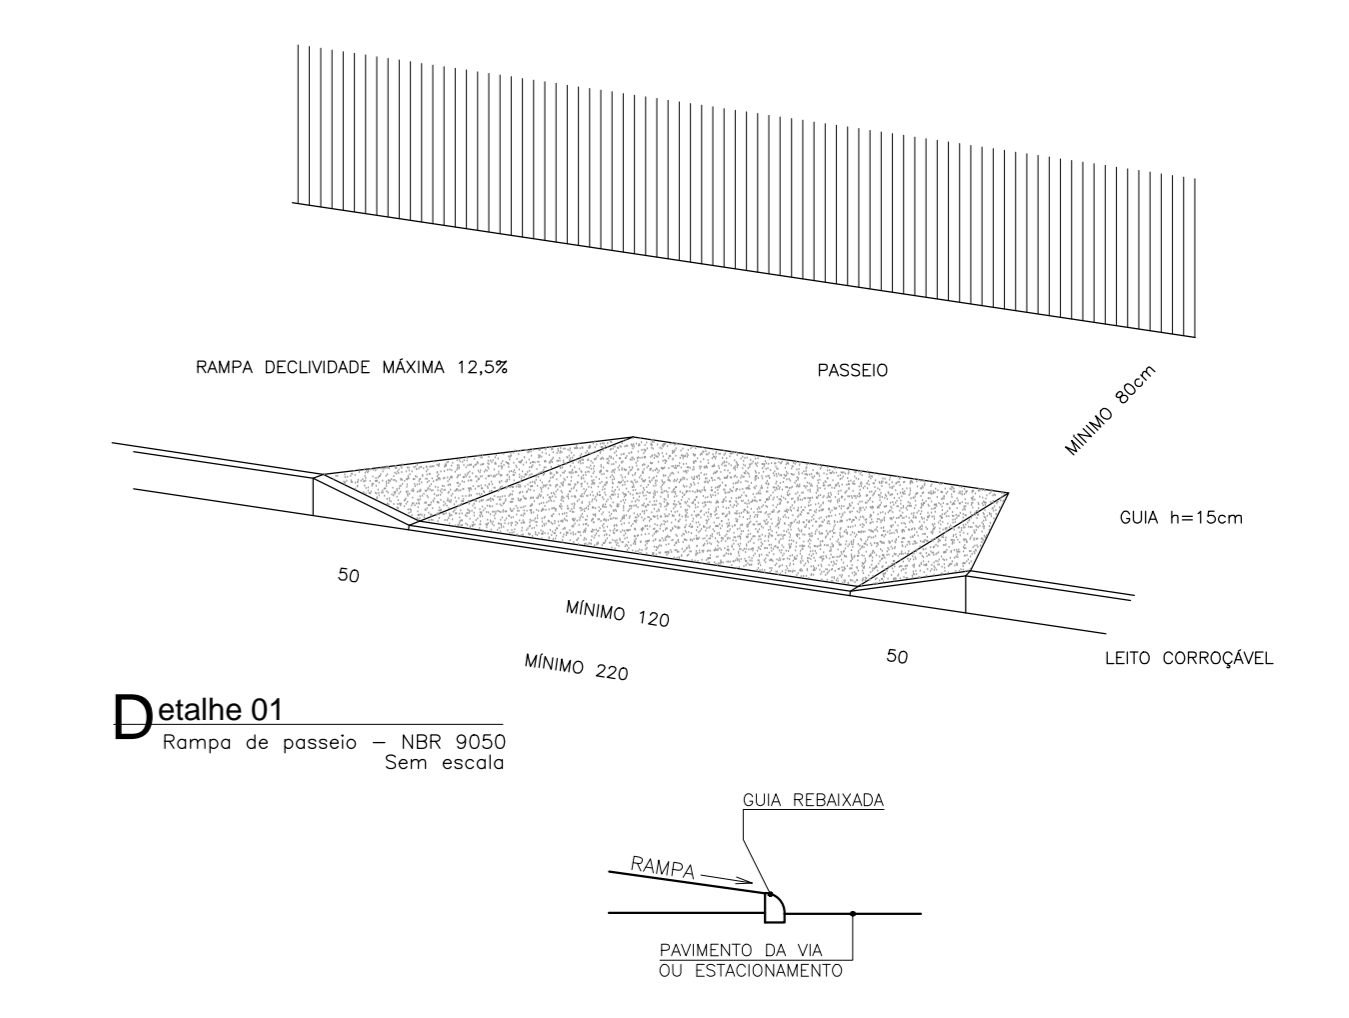 RAMPA DECLIVIDADE MÁXIMA 12,5%
PASSEIO
MÍNIMO 80cm
GUIA h=15cm
50
MÍNIMO 120
MÍNIMO 220
50
LEITO CORROÇÁVEL
Detalhe 01
Rampa de passeio – NBR 9050
Sem escala
GUIA REBAIXADA
RAMPA
PAVIMENTO DA VIA
OU ESTACIONAMENTO